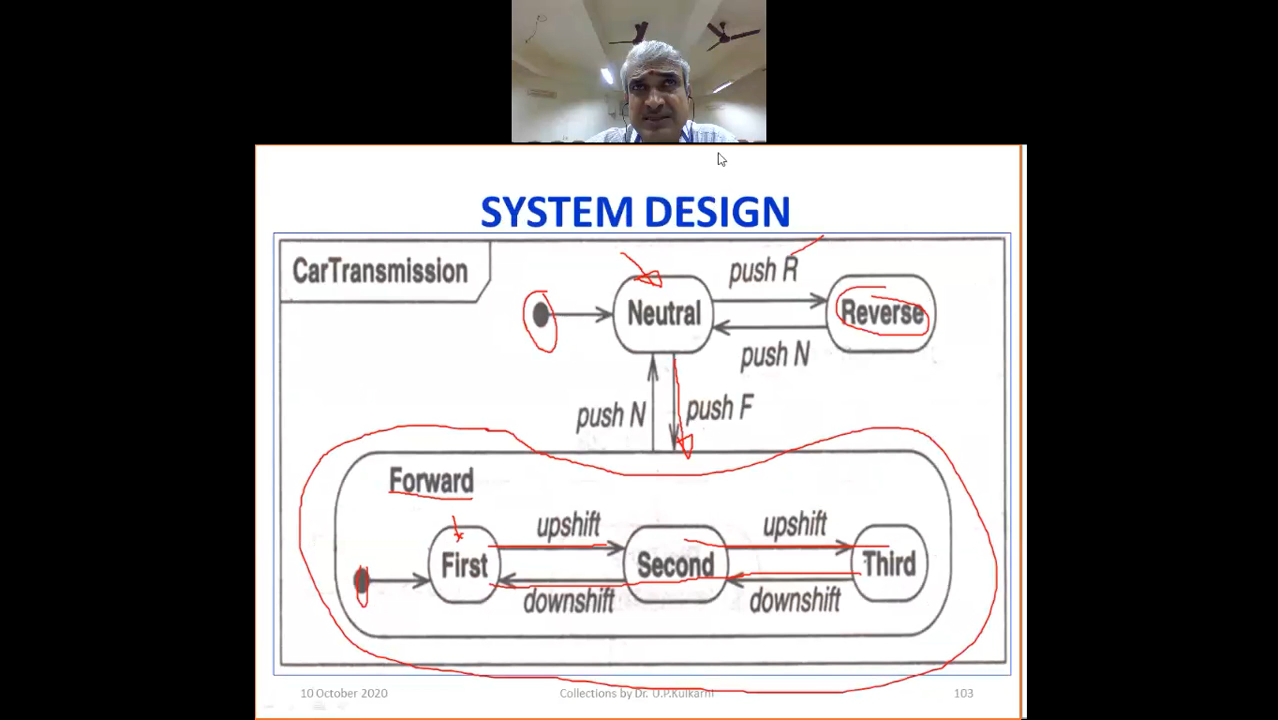 SYSTEM DESIGN
CarTransmission
push R
Neutral
Reverse
push N
push N
push F
Forward
upshift
upshift
First
Second
Third
downshift
downshift
10 October 2020
Collections by Dr. U.P.Kulkarni
103